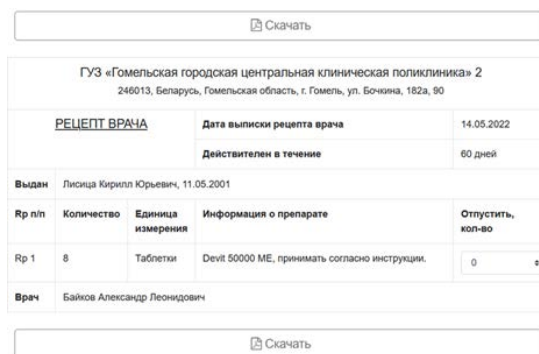 Скачать
ГУЗ «Гомельская городская центральная клиническая поликлиника» 2
246013, Беларусь, Гомельская область, г. Гомель, ул. Бочкина, 182а, 90
РЕЦЕПТ ВРАЧА
Дата выписки рецепта врача
14.05.2022
Действителен в течение
60 дней
Выдан Лисица Кирилл Юрьевич, 11.05.2001
Rp п/п Количество Единица измерения Информация о препарате Отпустить, кол-во
Rp 1 8 Таблетки Devit 50000 МЕ, принимать согласно инструкции. 0
Врач Байков Александр Леонидович
Скачать